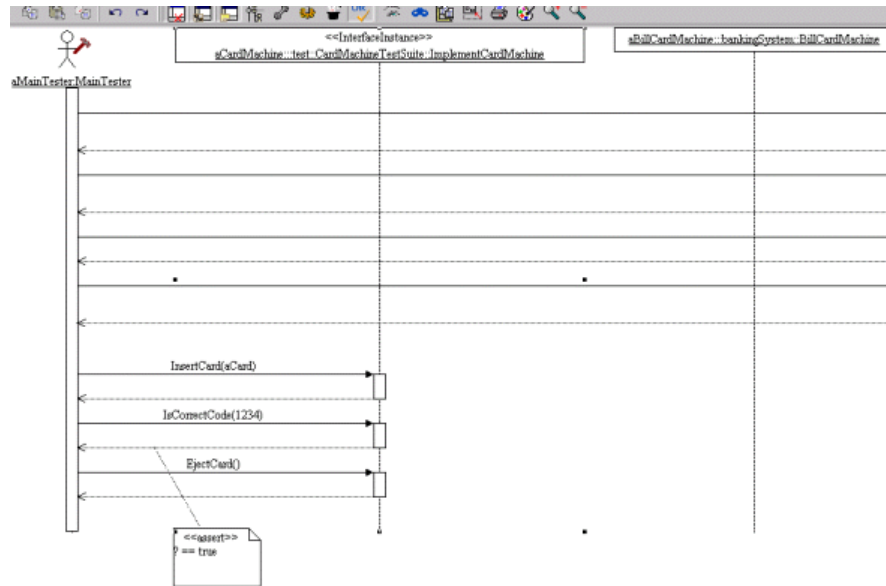 <<InterfaceInstance>>
aCardMachine:::test::CardMachineTestSuite::ImplementCardMachine
aBillCardMachine:::bankingSystem::BillCardMachine
aMainTester:MainTester
InsertCard(aCard)
IsCorrectCode(1234)
EjectCard()
<<assert>>
? == true